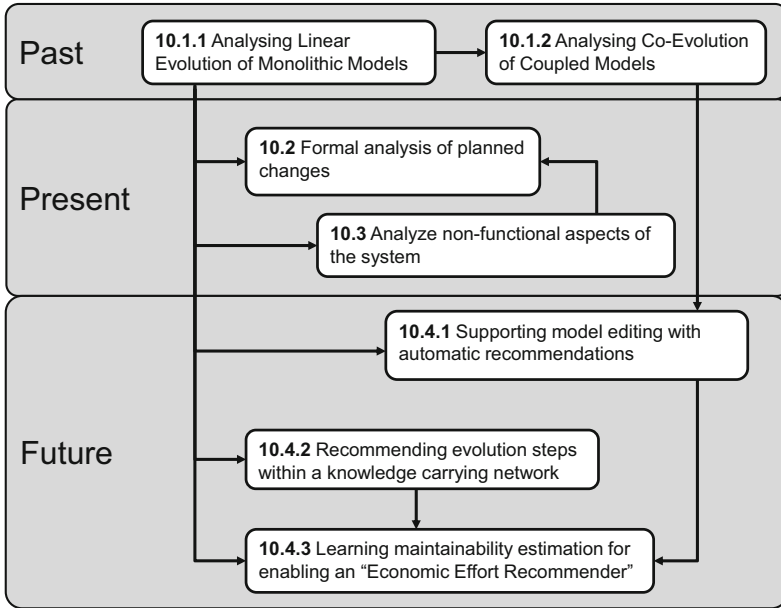 Past
10.1.1 Analysing Linear
Evolution of Monolithic Models
10.1.2 Analysing Co-Evolution
of Coupled Models
Present
10.2 Formal analysis of planned
changes
10.3 Analyze non-functional aspects of
the system
Future
10.4.1 Supporting model editing with
automatic recommendations
10.4.2 Recommending evolution steps
within a knowledge carrying network
10.4.3 Learning maintainability estimation for
enabling an “Economic Effort Recommender”